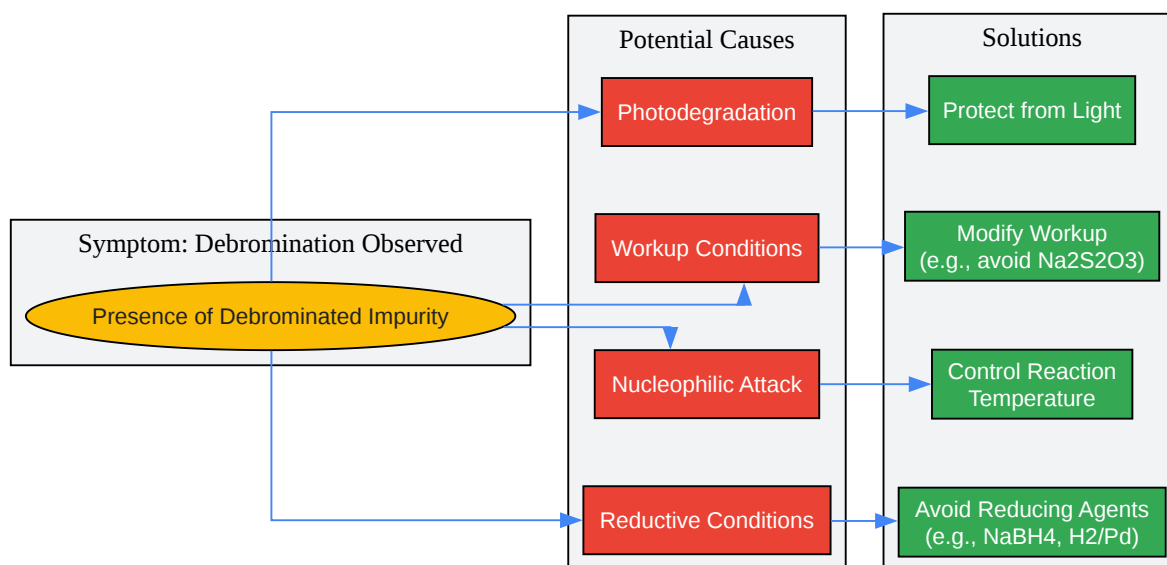 Potential Causes
Solutions
Photodegradation
Protect from Light
Symptom: Debromination Observed
Presence of Debrominated Impurity
Workup Conditions
Modify Workup
(e.g., avoid Na2S2O3)
Nucleophilic Attack
Control Reaction
Temperature
Reductive Conditions
Avoid Reducing Agents
(e.g., NaBH4, H2/Pd)